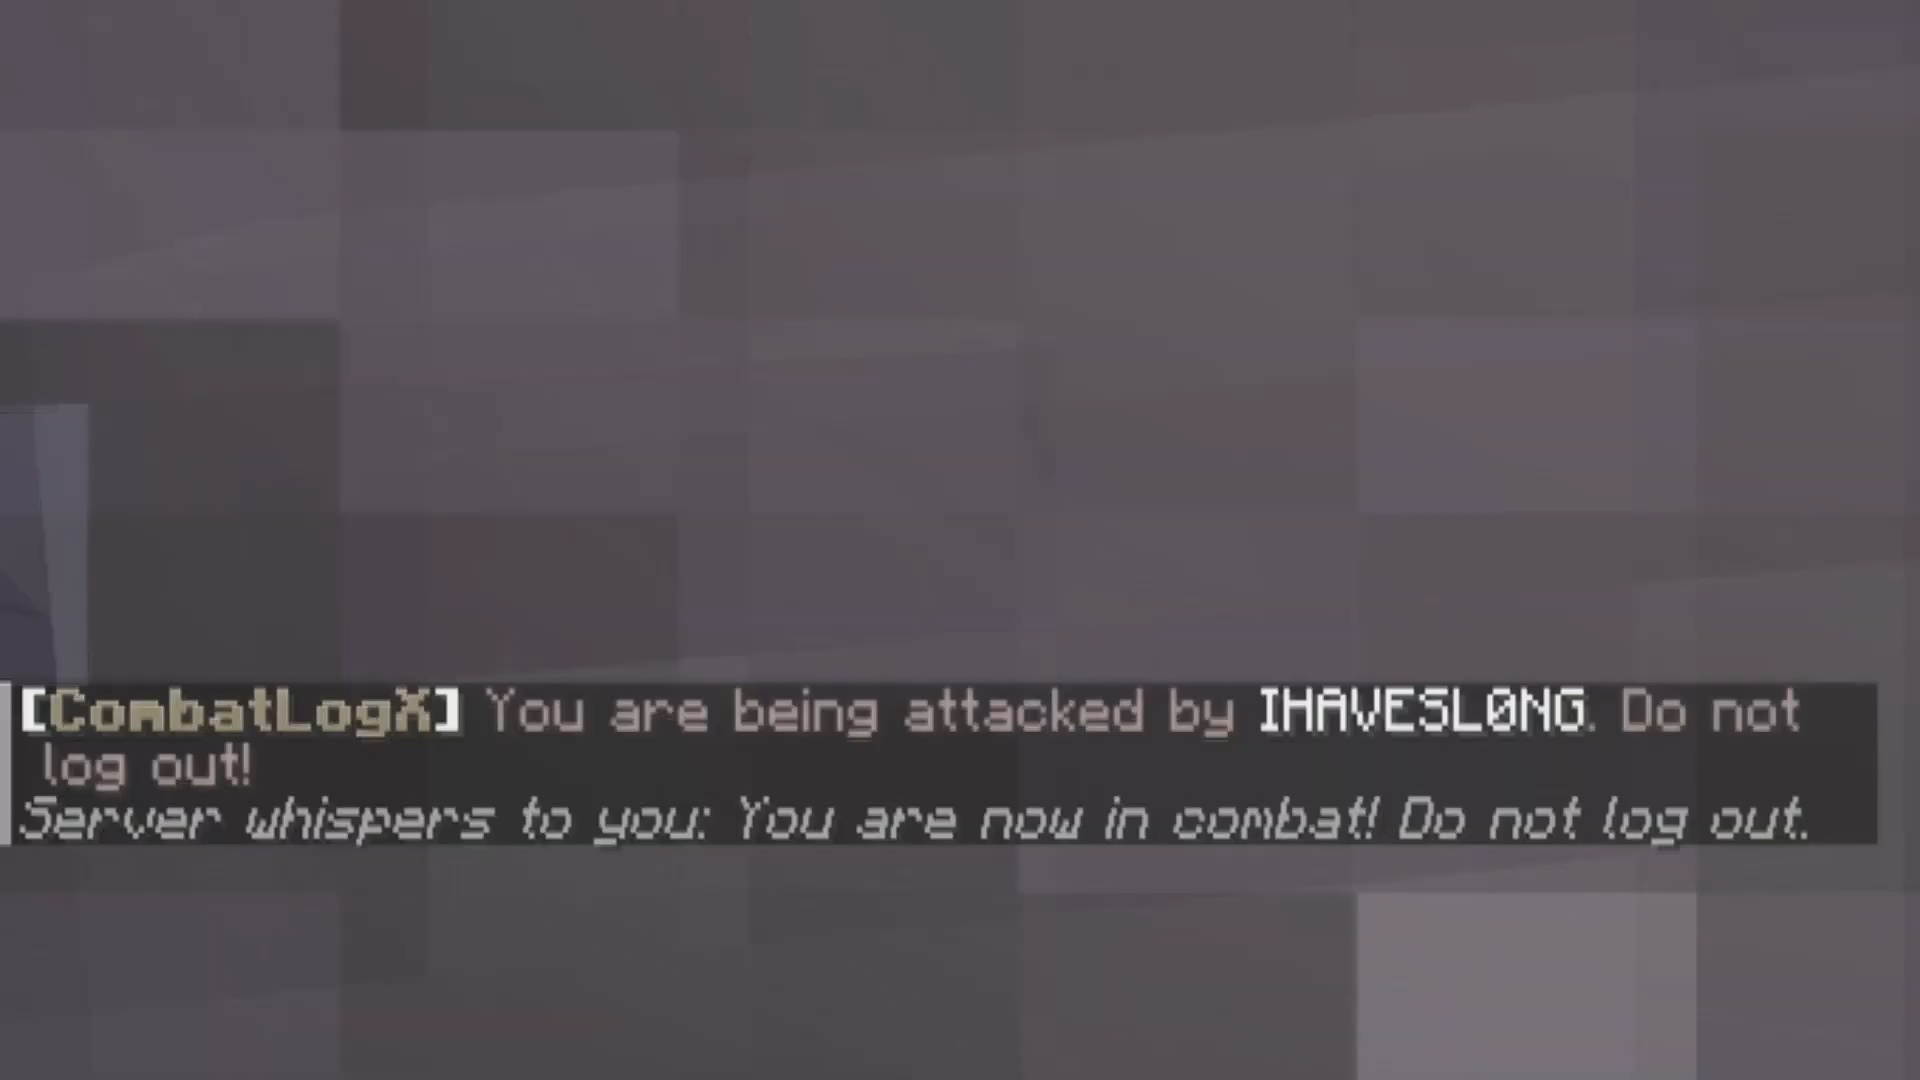 [CombatLogX] You are being attacked by IHAVESL0NG. Do not
log out!
Server whispers to you: You are now in combat! Do not log out.